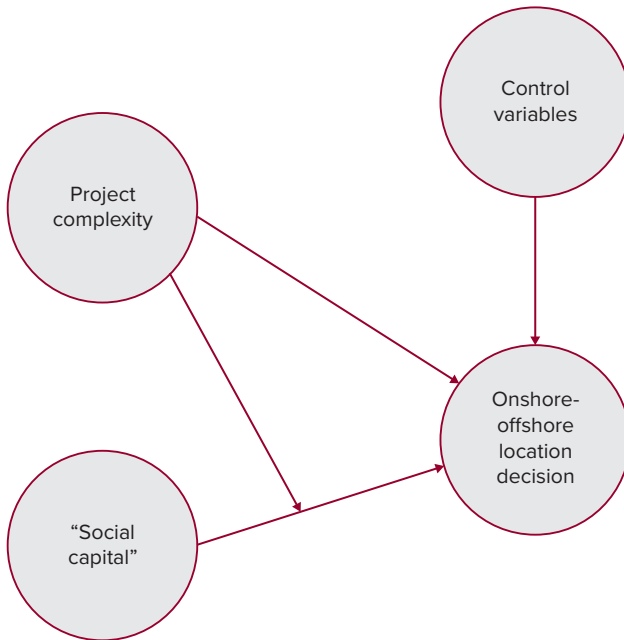 Control
variables
Project
complexity
Onshore-
offshore
location
decision
“Social
capital”